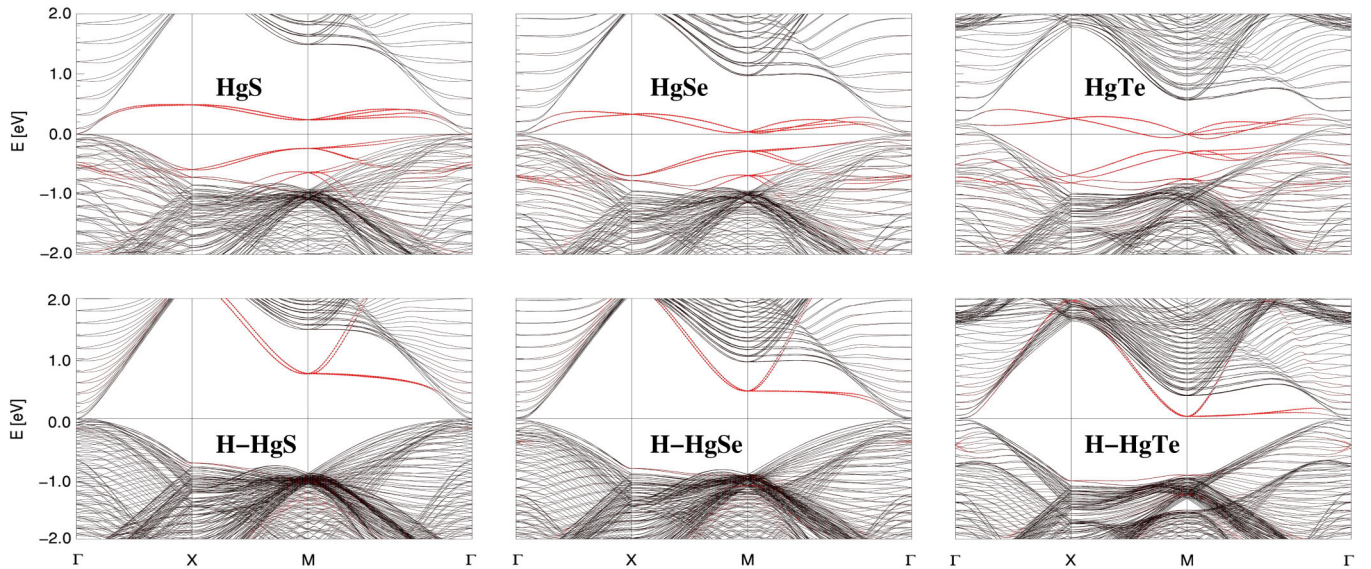 2.0
1.0
0.0
−1.0
−2.0
E [eV]
HgS
HgSe
HgTe
2.0
1.0
0.0
−1.0
−2.0
E [eV]
H−HgS
H−HgSe
H−HgTe
Γ X M Γ X M Γ Γ X M Γ